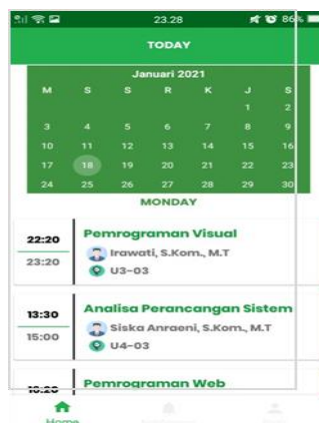 23.28 86%
TODAY
Januari 2021
M S S R K J S
1 2
3 4 5 6 7 8 9
10 11 12 13 14 15 16
17 18 19 20 21 22 23
24 25 26 27 28 29 30
MONDAY
22:20
23:20
Pemrograman Visual
Irawati, S.Kom., M.T
U3-03
13:30
15:00
Analisa Perancangan Sistem
Siska Anraeni, S.Kom., M.T
U4-03
Pemrograman Web
Home